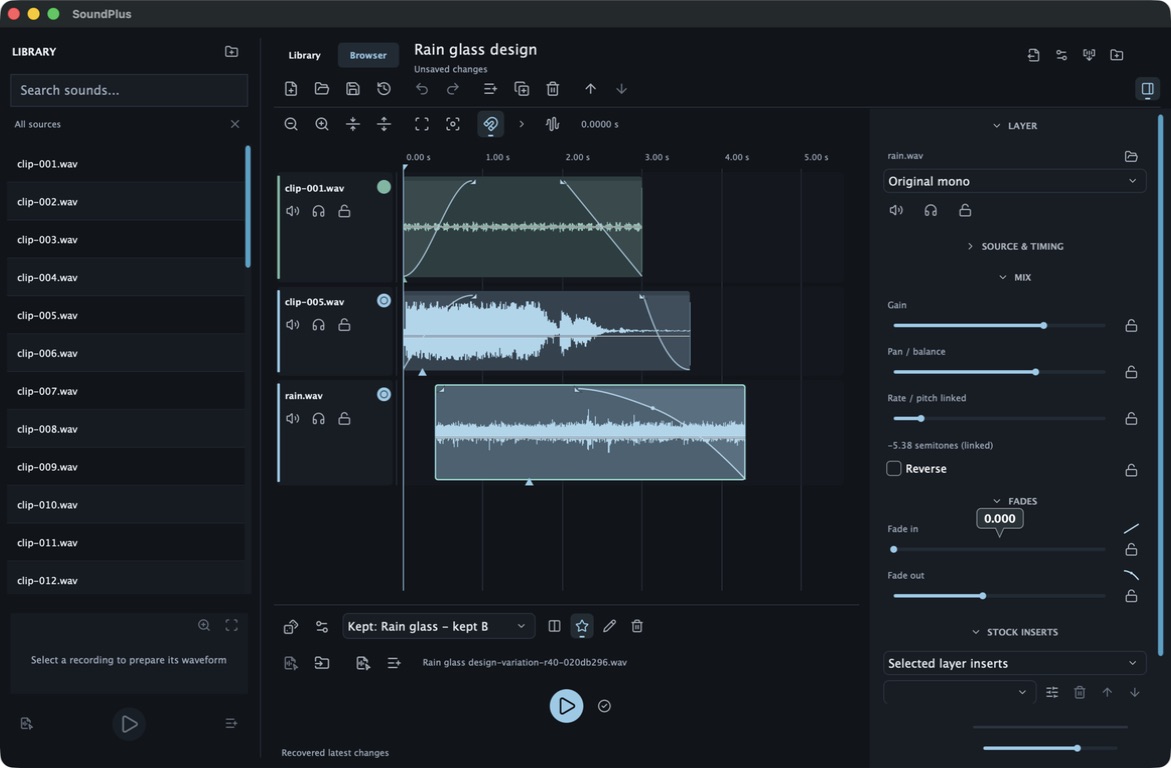 SoundPlus
LIBRARY
Search sounds...
All sources
clip-001.wav
clip-002.wav
clip-003.wav
clip-004.wav
clip-005.wav
clip-006.wav
clip-007.wav
clip-008.wav
clip-009.wav
clip-010.wav
clip-011.wav
clip-012.wav
Select a recording to prepare its waveform
Library
Browser
Rain glass design
Unsaved changes
0.0000 s
0.00 s
1.00 s
2.00 s
3.00 s
4.00 s
5.00 s
clip-001.wav
clip-005.wav
rain.wav
Kept: Rain glass – kept B
Rain glass design-variation-r40-020db296.wav
Recovered latest changes
LAYER
rain.wav
Original mono
SOURCE & TIMING
MIX
Gain
Pan / balance
Rate / pitch linked
−5.38 semitones (linked)
Reverse
FADES
0.000
Fade in
Fade out
STOCK INSERTS
Selected layer inserts